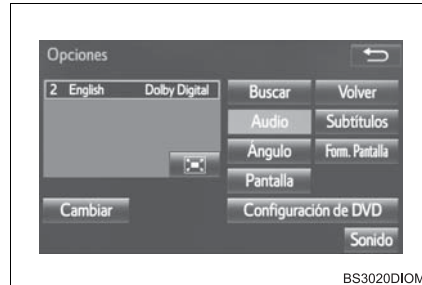 Opciones
2 English Dolby Digital
Buscar Volver
Audio Subtítulos
Ángulo Form. Pantalla
Pantalla
Cambiar Configuración de DVD
Sonido
BS3020DIOM